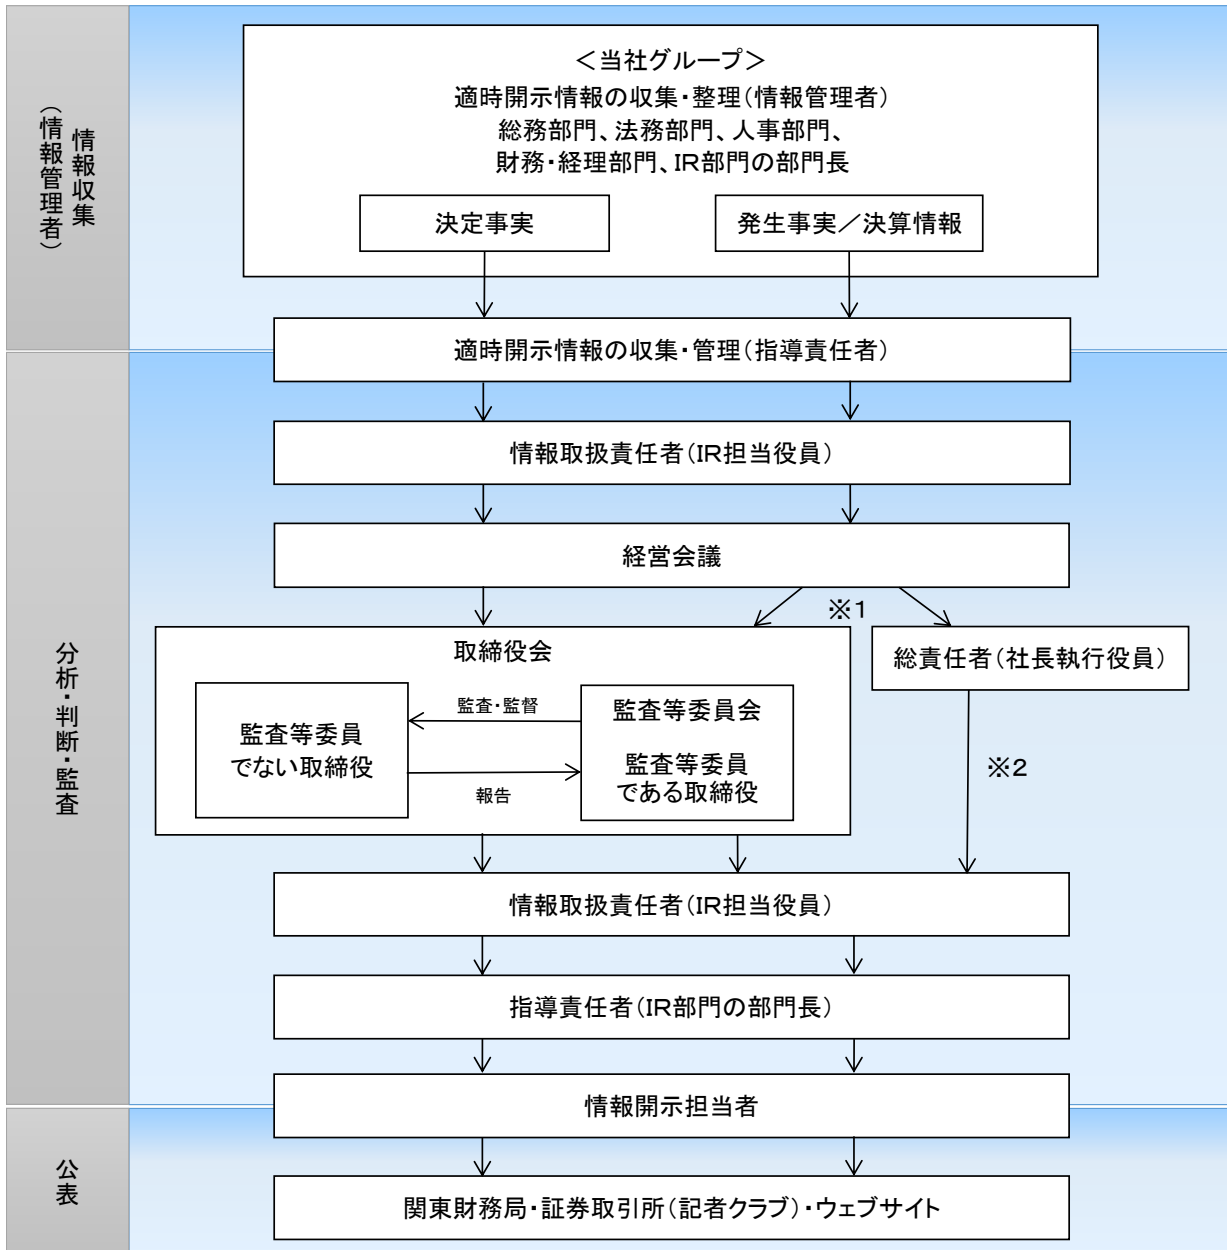 情報収集
（情報管理者）
＜当社グループ＞
適時開示情報の収集・整理（情報管理者）
総務部門、法務部門、人事部門、
財務・経理部門、IR部門の部門長
決定事実
発生事実／決算情報
適時開示情報の収集・管理（指導責任者）
分析・判断・監査
情報取扱責任者（IR担当役員）
経営会議
※1
取締役会
総責任者（社長執行役員）
監査等委員
でない取締役
監査・監督
報告
監査等委員会
監査等委員
である取締役
※2
情報取扱責任者（IR担当役員）
指導責任者（IR部門の部門長）
情報開示担当者
公表
関東財務局・証券取引所（記者クラブ）・ウェブサイト